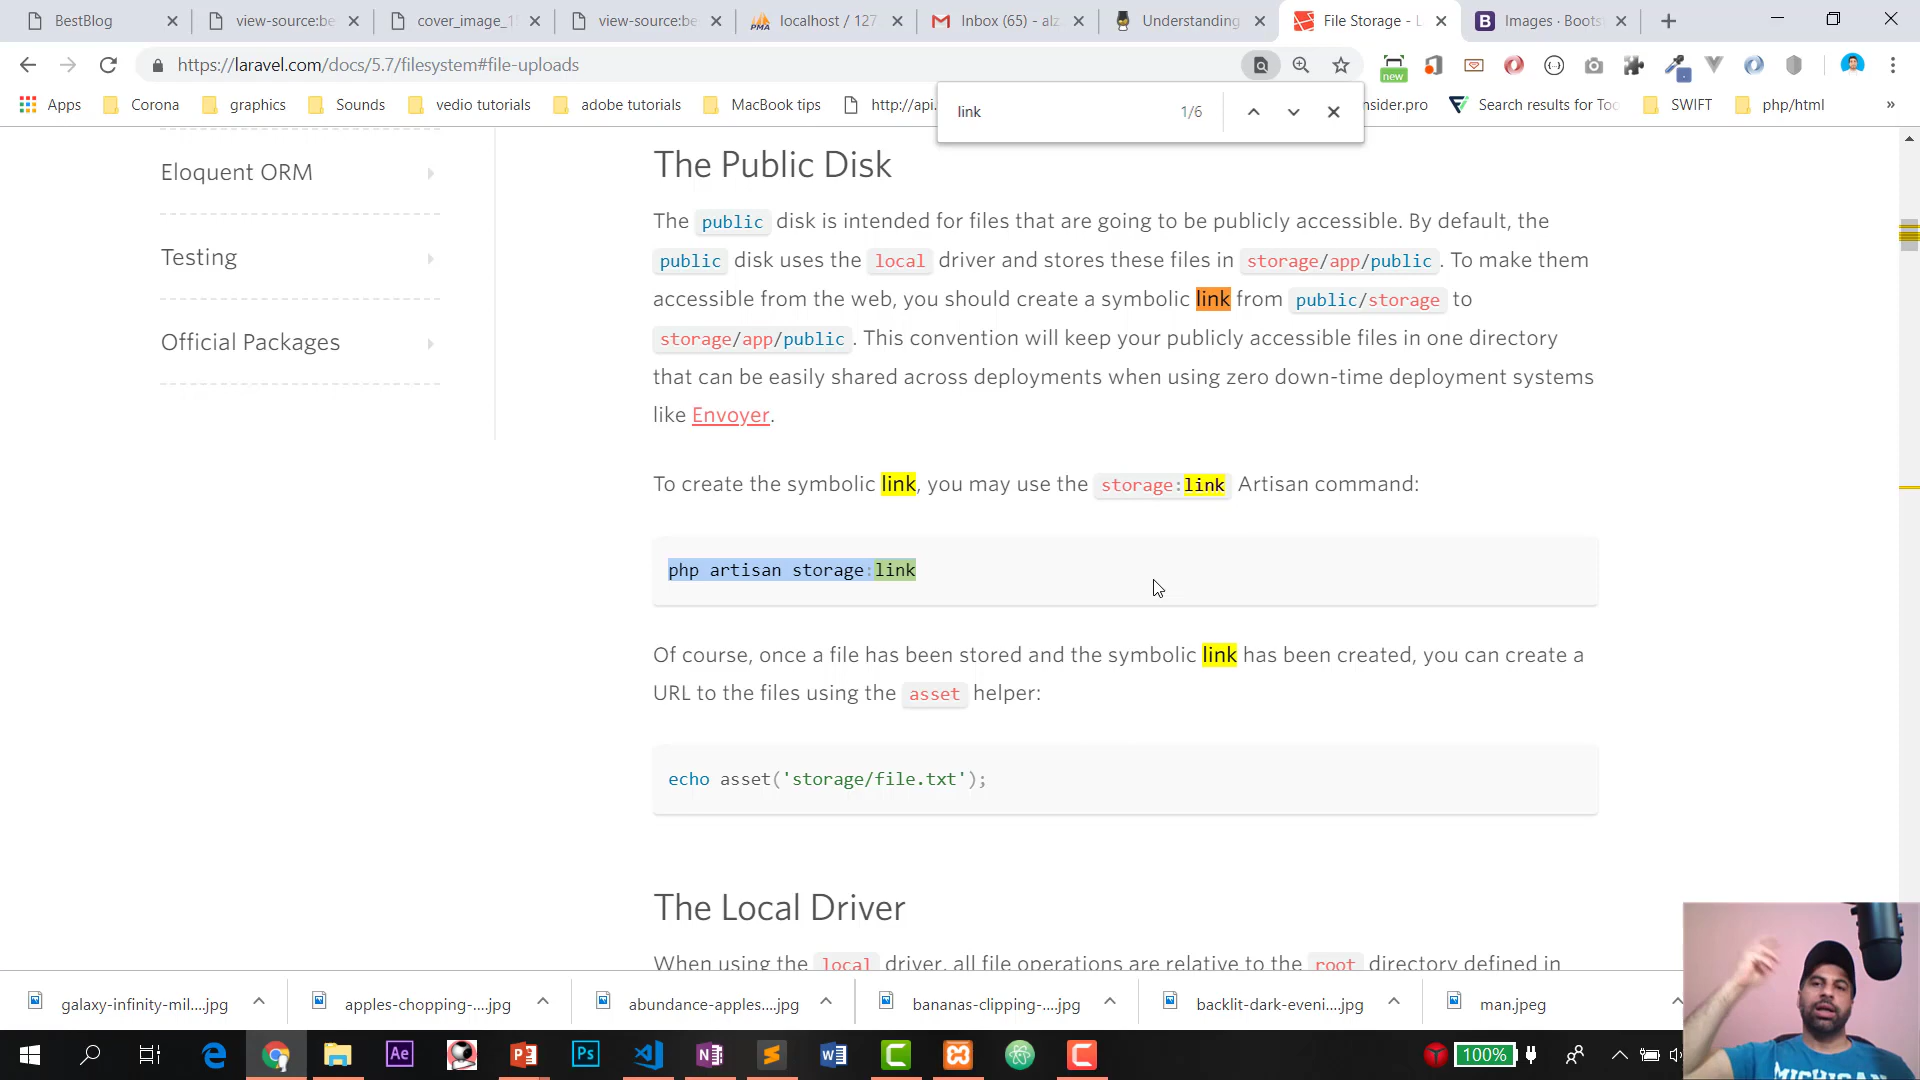 BestBlog
view-source:be
cover_image_1
view-source:be
localhost / 127
Inbox (65) - alz
Understanding
File Storage - L
Images · Boots
https://laravel.com/docs/5.7/filesystem#file-uploads
new
Apps
Corona
graphics
Sounds
vedio tutorials
adobe tutorials
MacBook tips
http://api.
nsider.pro
Search results for Too
SWIFT
php/html
»
link
1/6
Eloquent ORM
Testing
Official Packages
The Public Disk
The public disk is intended for files that are going to be publicly accessible. By default, the
public disk uses the local driver and stores these files in storage/app/public . To make them
accessible from the web, you should create a symbolic link from public/storage to
storage/app/public . This convention will keep your publicly accessible files in one directory
that can be easily shared across deployments when using zero down-time deployment systems
like Envoyer.
To create the symbolic link, you may use the storage:link Artisan command:
php artisan storage:link
Of course, once a file has been stored and the symbolic link has been created, you can create a
URL to the files using the asset helper:
echo asset('storage/file.txt');
The Local Driver
When using the local driver, all file operations are relative to the root directory defined in
galaxy-infinity-mil....jpg
apples-chopping-....jpg
abundance-apples....jpg
bananas-clipping-....jpg
backlit-dark-eveni....jpg
man.jpeg
100%
MICHIGAN